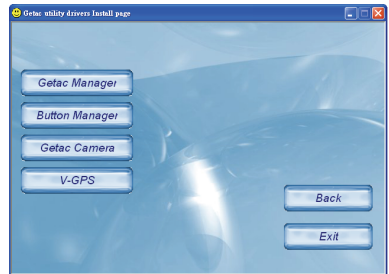 Getac utility drivers Install page
Getac Manager
Button Manager
Getac Camera
V-GPS
Back
Exit